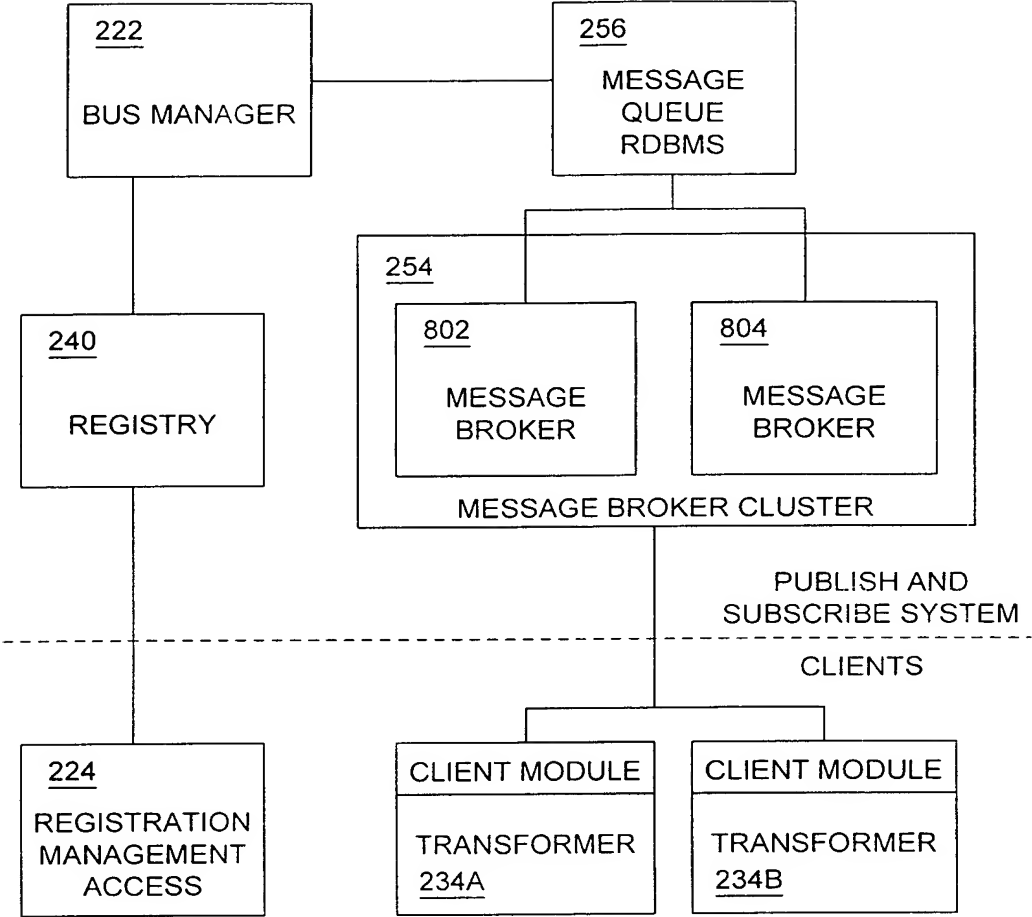 222
BUS MANAGER
256
MESSAGE
QUEUE
RDBMS
254
802
MESSAGE
BROKER
804
MESSAGE
BROKER
MESSAGE BROKER CLUSTER
240
REGISTRY
PUBLISH AND
SUBSCRIBE SYSTEM
CLIENTS
224
REGISTRATION
MANAGEMENT
ACCESS
CLIENT MODULE
TRANSFORMER
234A
CLIENT MODULE
TRANSFORMER
234B